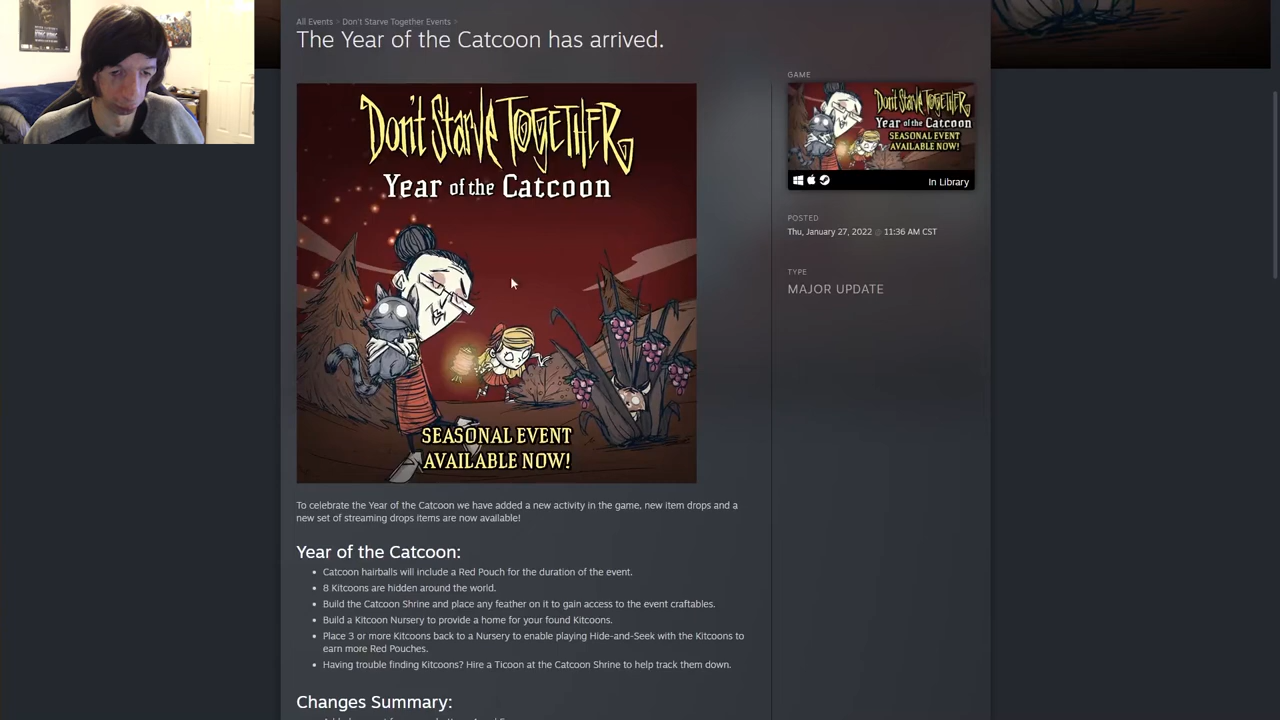 All Events > Don't Starve Together Events >
The Year of the Catcoon has arrived.
DON'T STARVE TOGETHER
Year of the Catcoon
SEASONAL EVENT
AVAILABLE NOW!
GAME
DON'T STARVE TOGETHER
Year of the Catcoon
SEASONAL EVENT
AVAILABLE NOW!
In Library
POSTED
Thu, January 27, 2022 @ 11:36 AM CST
TYPE
MAJOR UPDATE
To celebrate the Year of the Catcoon we have added a new activity in the game, new item drops and a
new set of streaming drops items are now available!
Year of the Catcoon:
• Catcoon hairballs will include a Red Pouch for the duration of the event.
• 8 Kitcoons are hidden around the world.
• Build the Catcoon Shrine and place any feather on it to gain access to the event craftables.
• Build a Kitcoon Nursery to provide a home for your found Kitcoons.
• Place 3 or more Kitcoons back to a Nursery to enable playing Hide-and-Seek with the Kitcoons to
earn more Red Pouches.
• Having trouble finding Kitcoons? Hire a Ticoon at the Catcoon Shrine to help track them down.
Changes Summary: